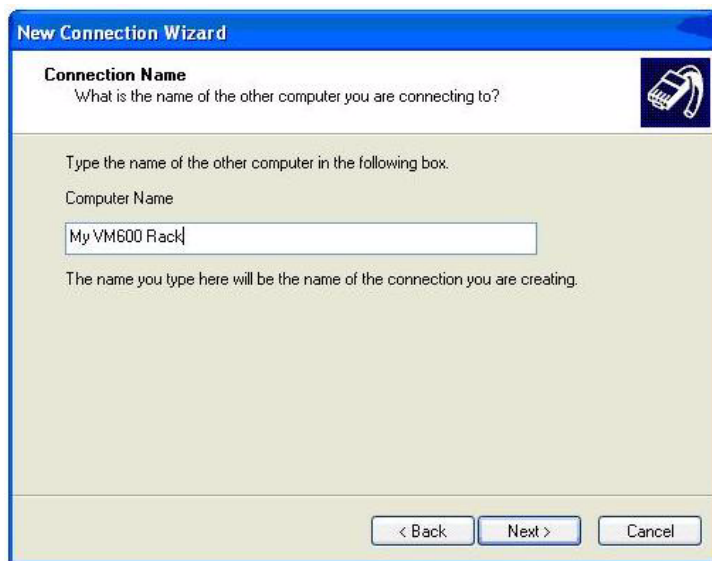 New Connection Wizard
Connection Name
What is the name of the other computer you are connecting to?
Type the name of the other computer in the following box.
Computer Name
My VM600 Rack
The name you type here will be the name of the connection you are creating.
< Back Next > Cancel